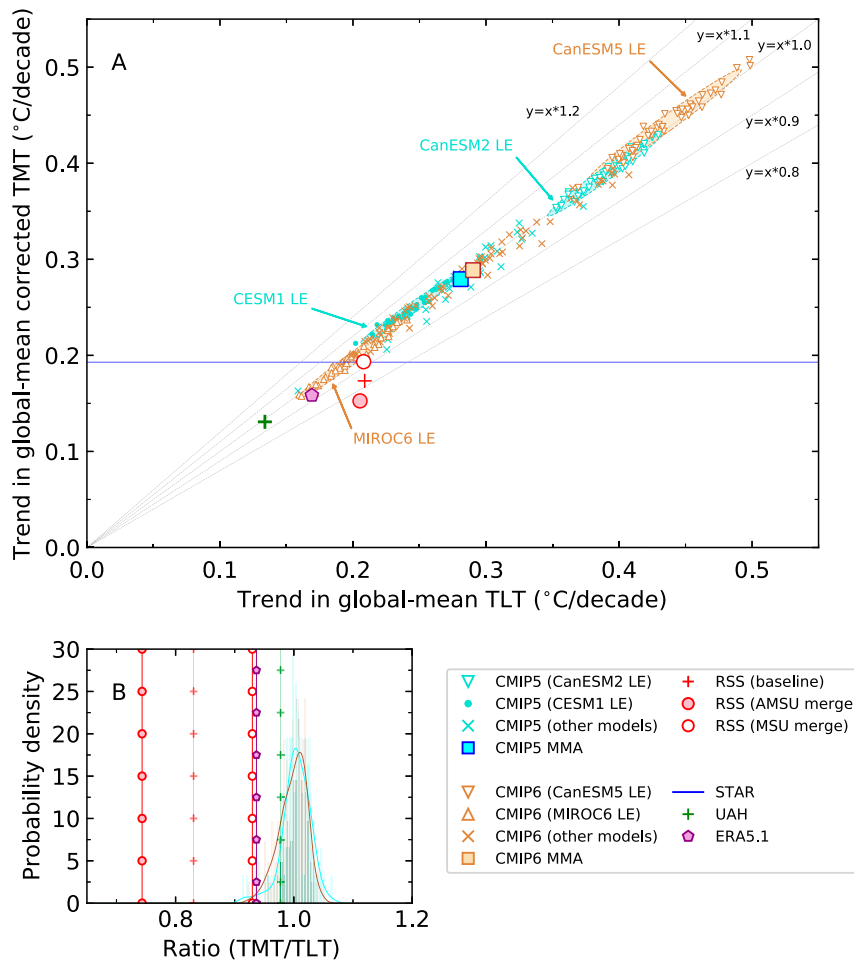 A
Trend in global-mean corrected TMT (°C/decade)
0.5
0.4
0.3
0.2
0.1
0.0
CanESM5 LE
CanESM2 LE
CESM1 LE
MIROC6 LE
y=x*1.2
y=x*1.1
y=x*1.0
y=x*0.9
y=x*0.8
0.0 0.1 0.2 0.3 0.4 0.5
Trend in global-mean TLT (°C/decade)
B
Probability density
30
25
20
15
10
5
0
0.8 1.0 1.2
Ratio (TMT/TLT)
CMIP5 (CanESM2 LE)
CMIP5 (CESM1 LE)
CMIP5 (other models)
CMIP5 MMA
CMIP6 (CanESM5 LE)
CMIP6 (MIROC6 LE)
CMIP6 (other models)
CMIP6 MMA
RSS (baseline)
RSS (AMSU merge)
RSS (MSU merge)
STAR
UAH
ERA5.1